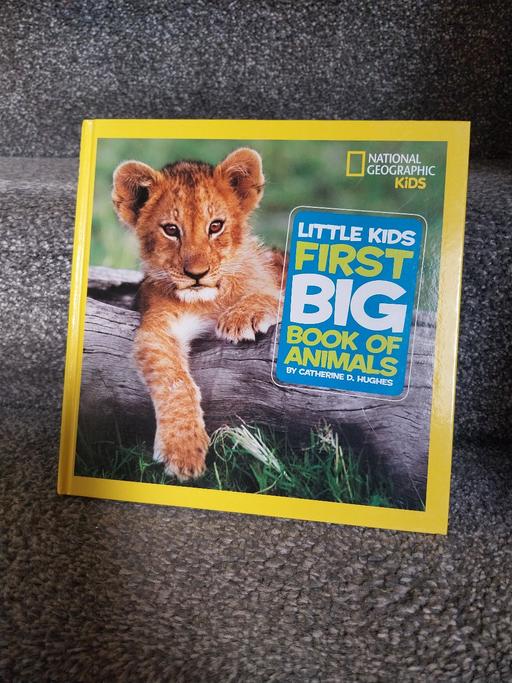 NATIONAL
GEOGRAPHIC
KiDS
LITTLE KIDS
FIRST
BIG
BOOK OF
ANIMALS
BY CATHERINE D. HUGHES